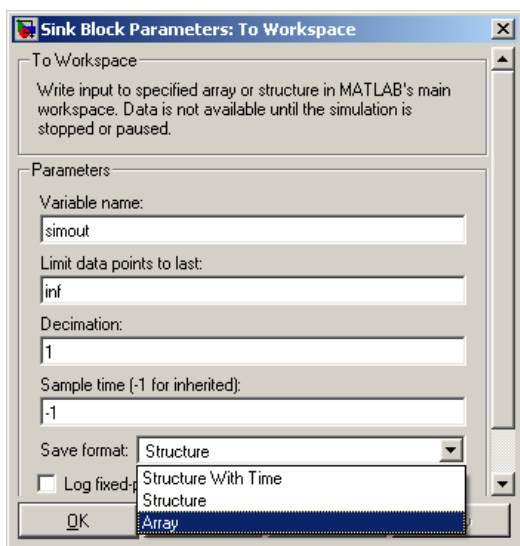 Sink Block Parameters: To Workspace
To Workspace
Write input to specified array or structure in MATLAB's main
workspace. Data is not available until the simulation is
stopped or paused.
Parameters
Variable name:
simout
Limit data points to last:
inf
Decimation:
1
Sample time (-1 for inherited):
-1
Save format: Structure
Structure With Time
Log fixed-
Structure
OK
Array